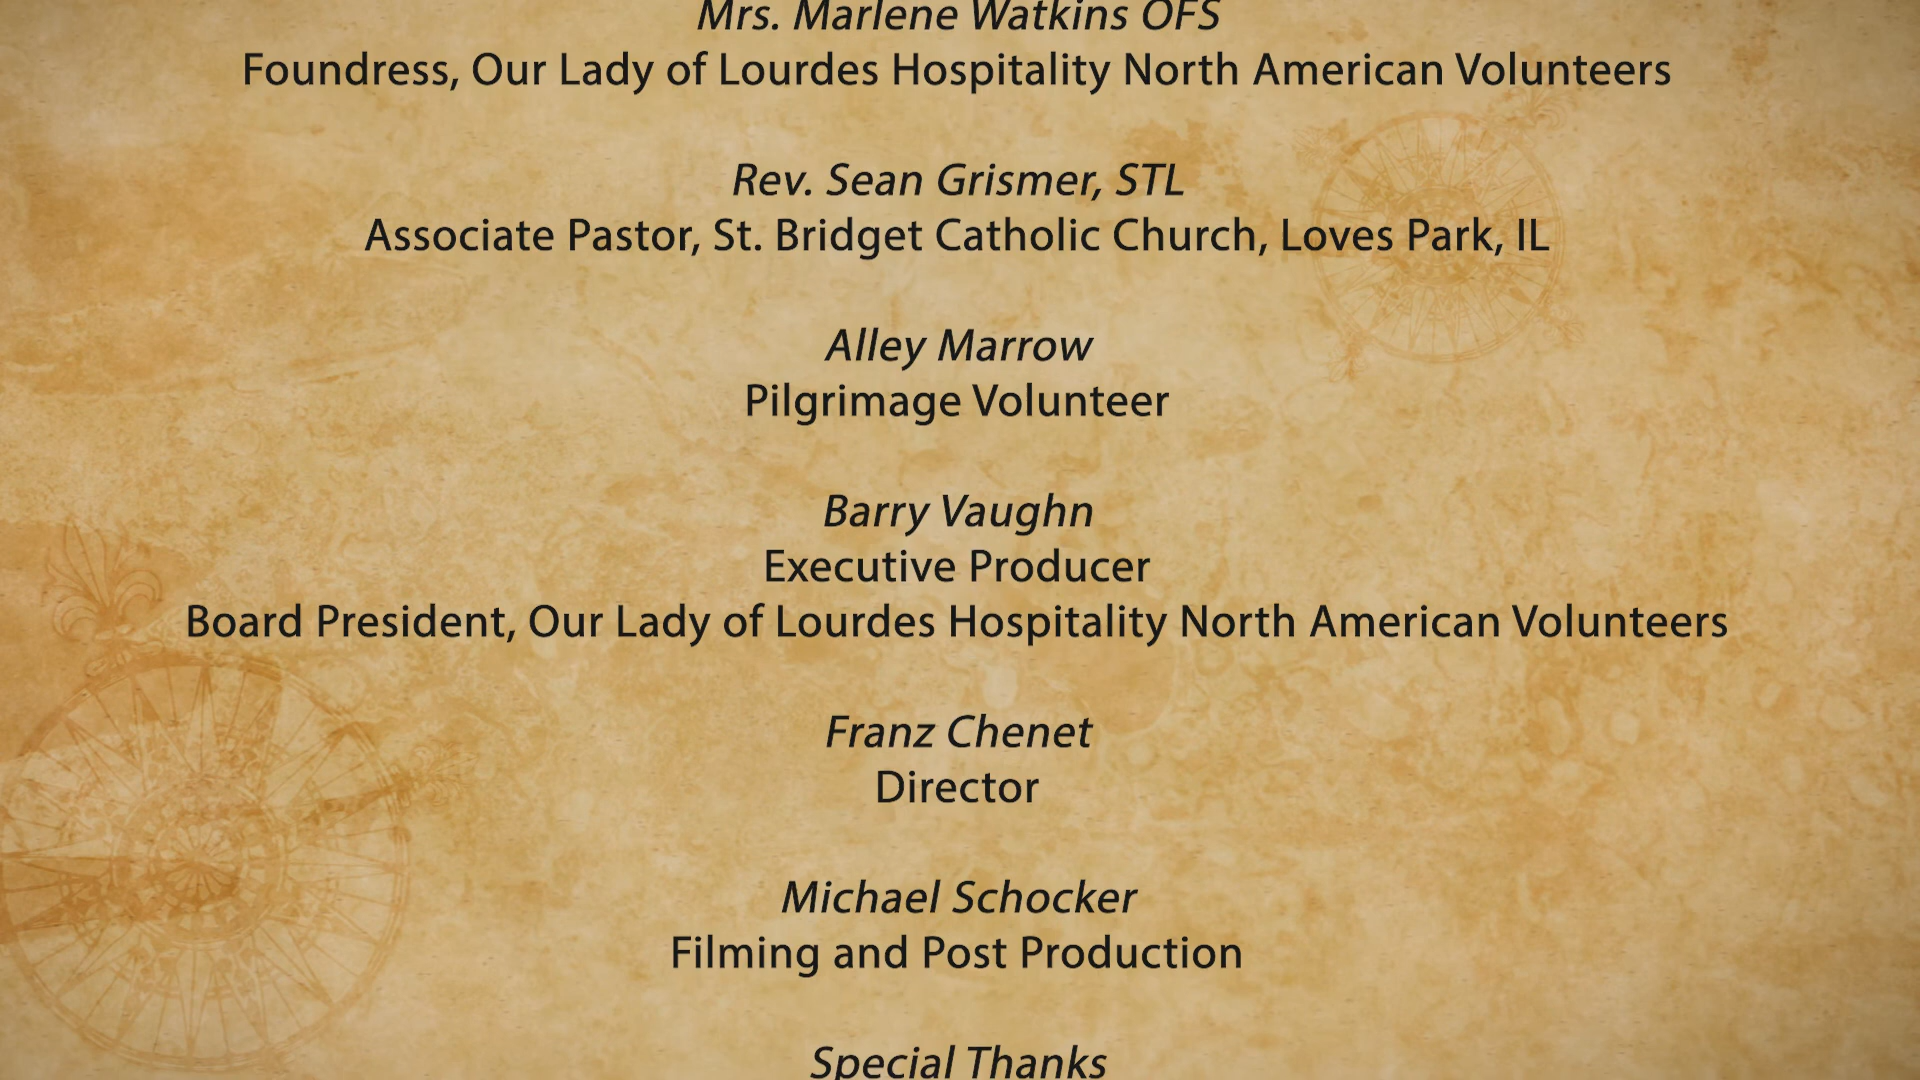 Mrs. Marlene Watkins OFS
Foundress, Our Lady of Lourdes Hospitality North American Volunteers
Rev. Sean Grismer, STL
Associate Pastor, St. Bridget Catholic Church, Loves Park, IL
Alley Marrow
Pilgrimage Volunteer
Barry Vaughn
Executive Producer
Board President, Our Lady of Lourdes Hospitality North American Volunteers
Franz Chenet
Director
Michael Schocker
Filming and Post Production
Special Thanks